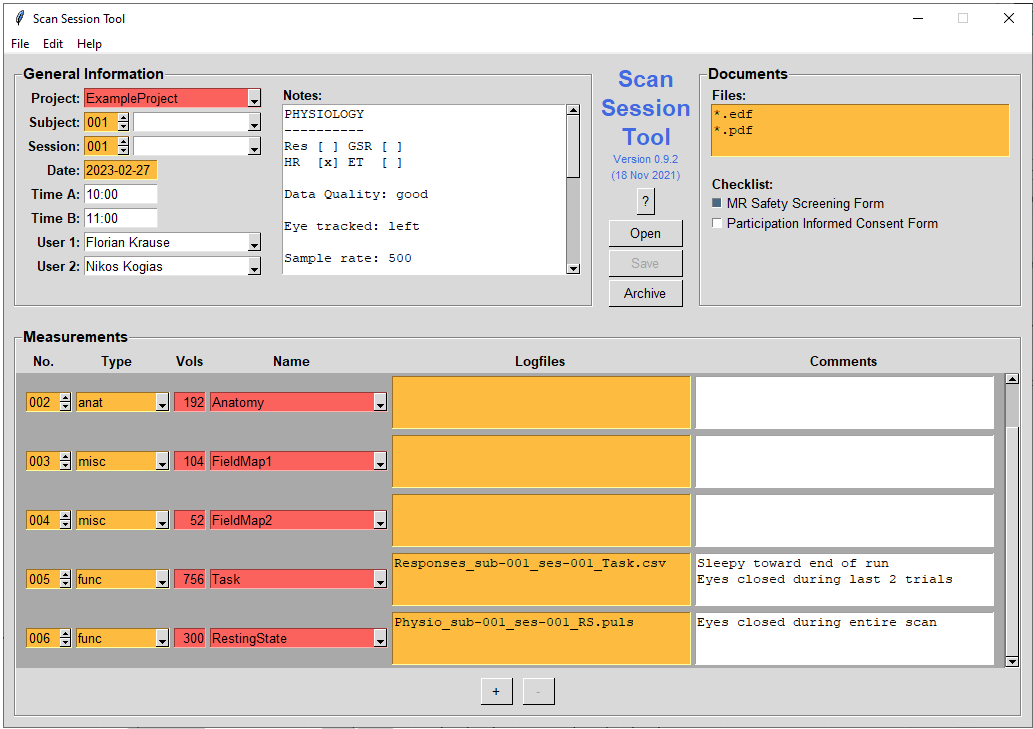 Scan Session Tool
File Edit Help
General Information
Project: ExampleProject
Subject: 001
Session: 001
Date: 2023-02-27
Time A: 10:00
Time B: 11:00
User 1: Florian Krause
User 2: Nikos Kogias
Notes:
PHYSIOLOGY
----------
Res [ ] GSR [ ]
HR [x] ET [ ]
Data Quality: good
Eye tracked: left
Sample rate: 500
Scan
Session
Tool
Version 0.9.2
(18 Nov 2021)
?
Open
Save
Archive
Documents
Files:
*.edf
*.pdf
Checklist:
MR Safety Screening Form
Participation Informed Consent Form
Measurements
No. Type Vols Name Logfiles Comments
002 anat 192 Anatomy
003 misc 104 FieldMap1
004 misc 52 FieldMap2
005 func 756 Task Responses_sub-001_ses-001_Task.csv Sleepy toward end of run
Eyes closed during last 2 trials
006 func 300 RestingState Physio_sub-001_ses-001_RS.puls Eyes closed during entire scan
+ -